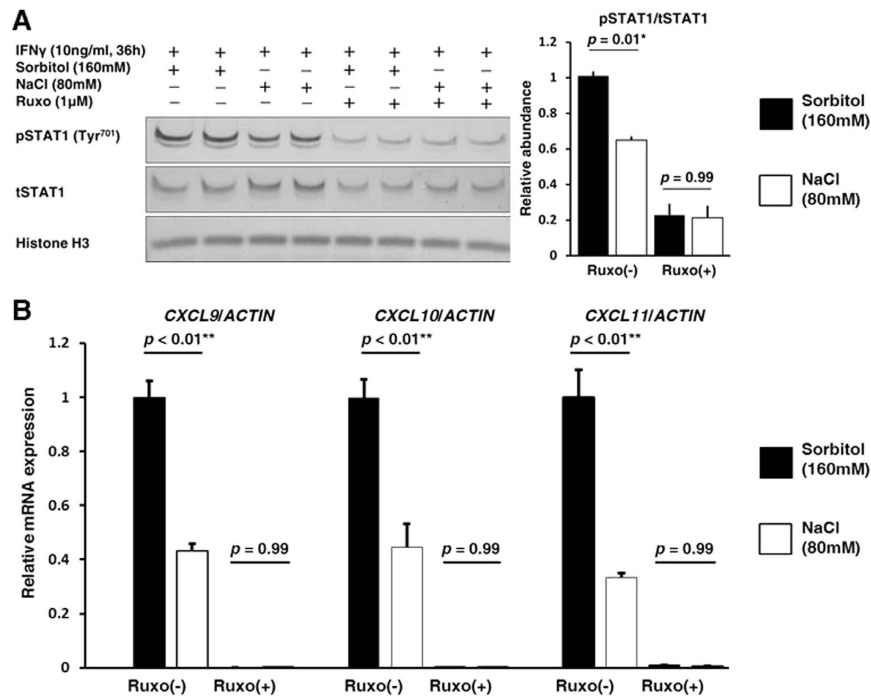 A
IFNγ (10ng/ml, 36h) + + + + + + + +
Sorbitol (160mM) + + − − + + − −
NaCl (80mM) − − + + − − + +
Ruxo (1μM) − − − − + + + +
pSTAT1 (Tyr701)
tSTAT1
Histone H3
pSTAT1/tSTAT1
p = 0.01*
p = 0.99
Relative abundance
1.2
1
0.8
0.6
0.4
0.2
0
Ruxo(-) Ruxo(+)
Sorbitol
(160mM)
NaCl
(80mM)
B
CXCL9/ACTIN CXCL10/ACTIN CXCL11/ACTIN
p < 0.01** p < 0.01** p < 0.01**
p = 0.99 p = 0.99 p = 0.99
Relative mRNA expression
1.2
1
0.8
0.6
0.4
0.2
0
Ruxo(-) Ruxo(+) Ruxo(-) Ruxo(+) Ruxo(-) Ruxo(+)
Sorbitol
(160mM)
NaCl
(80mM)